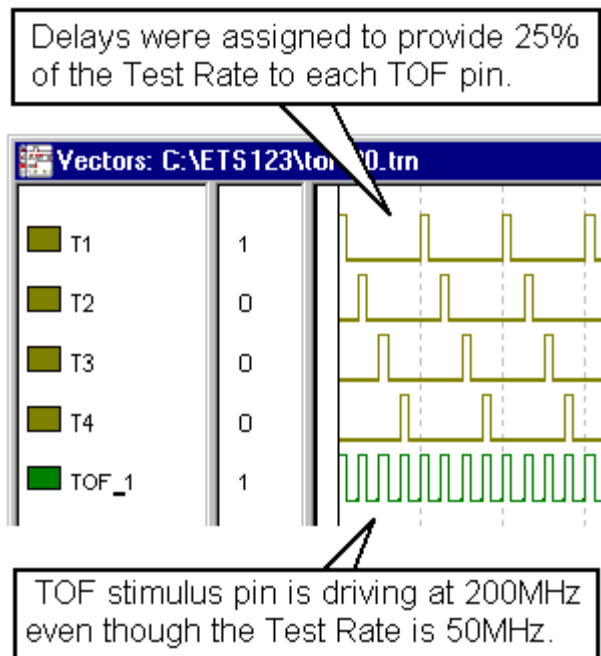 Delays were assigned to provide 25%
of the Test Rate to each TOF pin.
Vectors: C:\ETS123\
T1 1
T2 0
T3 0
T4 0
TOF_1 1
TOF stimulus pin is driving at 200MHz
even though the Test Rate is 50MHz.